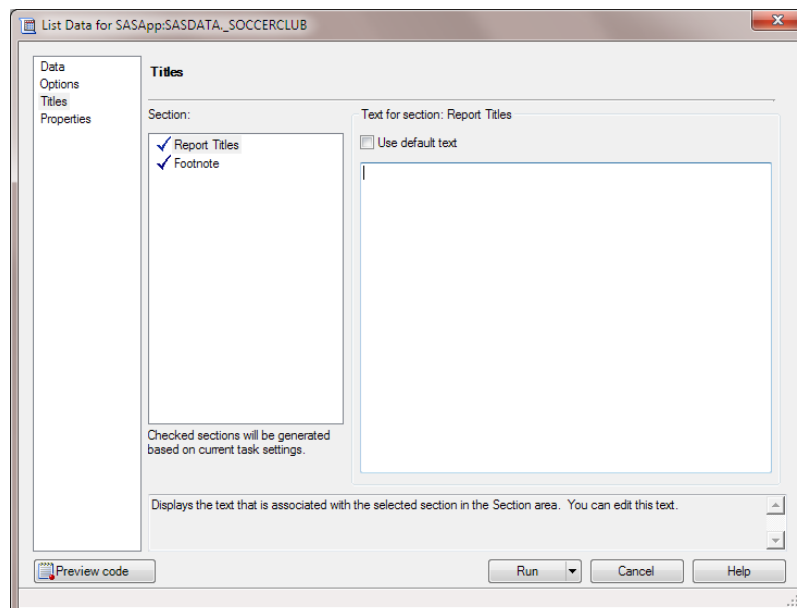 List Data for SASApp:SASDATA._SOCCERCLUB
Data
Options
Titles
Properties
Titles
Section:
Report Titles
Footnote
Checked sections will be generated
based on current task settings.
Text for section: Report Titles
Use default text
Displays the text that is associated with the selected section in the Section area. You can edit this text.
Preview code
Run
Cancel
Help